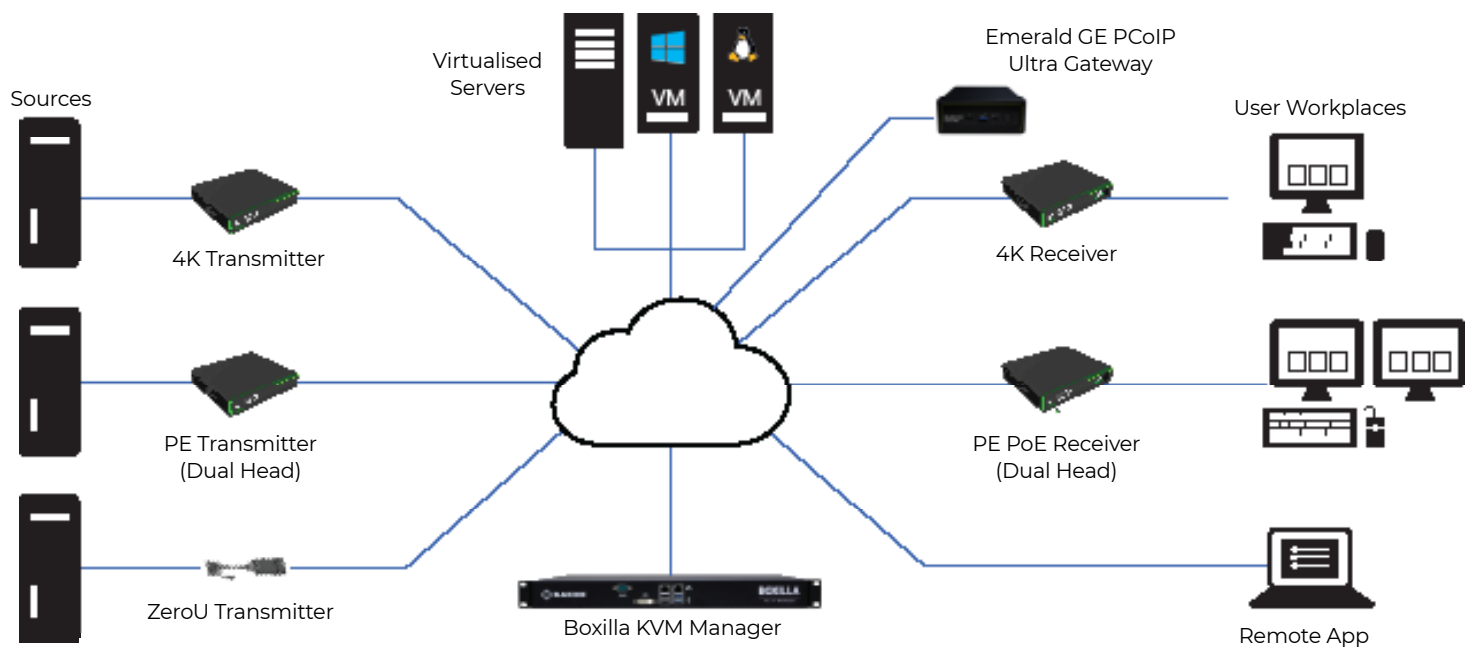 Sources
Virtualised
Servers
VM
VM
Emerald GE PCoIP
Ultra Gateway
User Workplaces
4K Transmitter
4K Receiver
PE Transmitter
(Dual Head)
PE PoE Receiver
(Dual Head)
ZeroU Transmitter
BOXILLA
Boxilla KVM Manager
Remote App